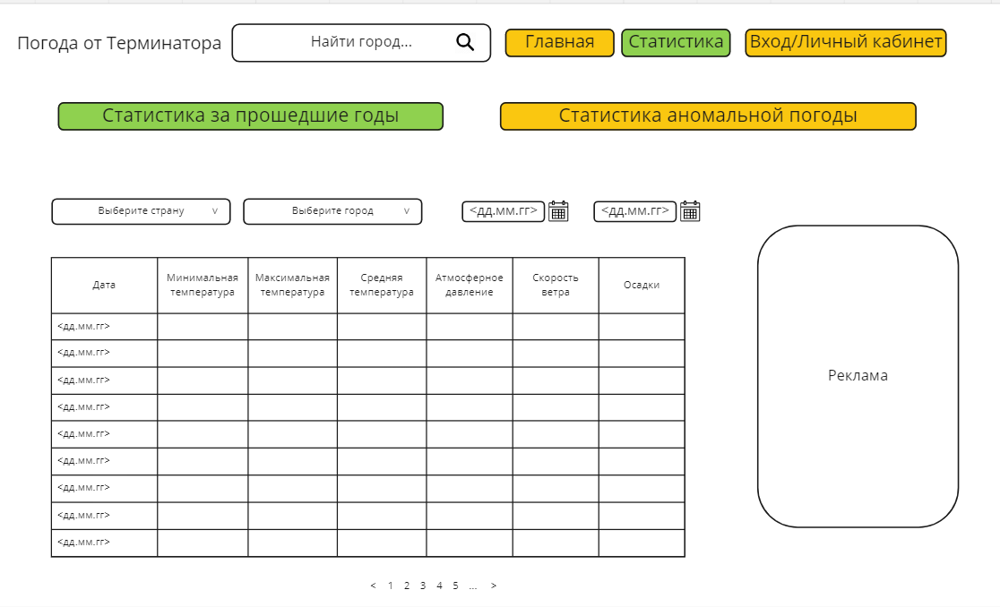 Погода от Терминатора
Найти город...
Главная
Статистика
Вход/Личный кабинет
Статистика за прошедшие годы
Статистика аномальной погоды
Выберите страну v
Выберите город v
<дд.мм.гг>
<дд.мм.гг>
Дата
Минимальная
температура
Максимальная
температура
Средняя
температура
Атмосферное
давление
Скорость
ветра
Осадки
<дд.мм.гг>
<дд.мм.гг>
<дд.мм.гг>
<дд.мм.гг>
<дд.мм.гг>
<дд.мм.гг>
<дд.мм.гг>
<дд.мм.гг>
<дд.мм.гг>
Реклама
< 1 2 3 4 5 ... >